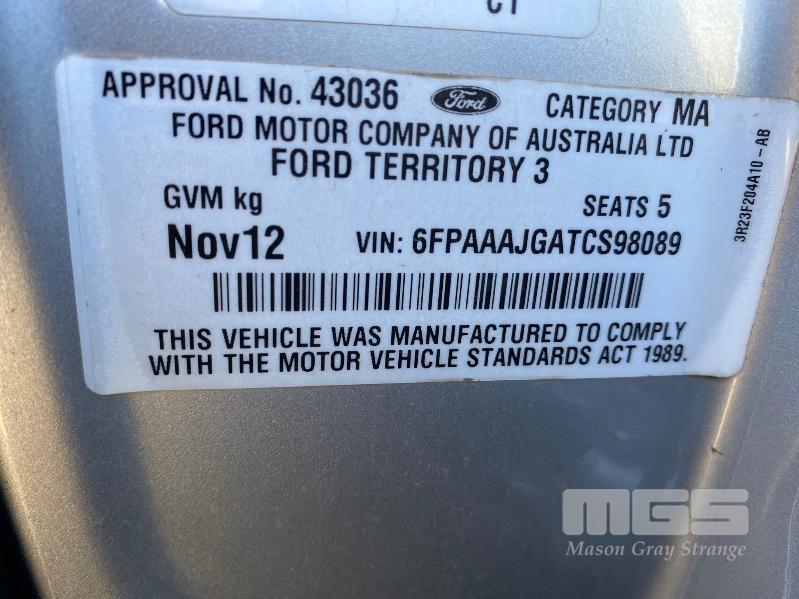 CT
APPROVAL No. 43036 Ford CATEGORY MA
FORD MOTOR COMPANY OF AUSTRALIA LTD
FORD TERRITORY 3
GVM kg SEATS 5
Nov12 VIN: 6FPAAAJGATCS98089
THIS VEHICLE WAS MANUFACTURED TO COMPLY
WITH THE MOTOR VEHICLE STANDARDS ACT 1989.
3R23F204A10-AB
MGS
Mason Gray Strange